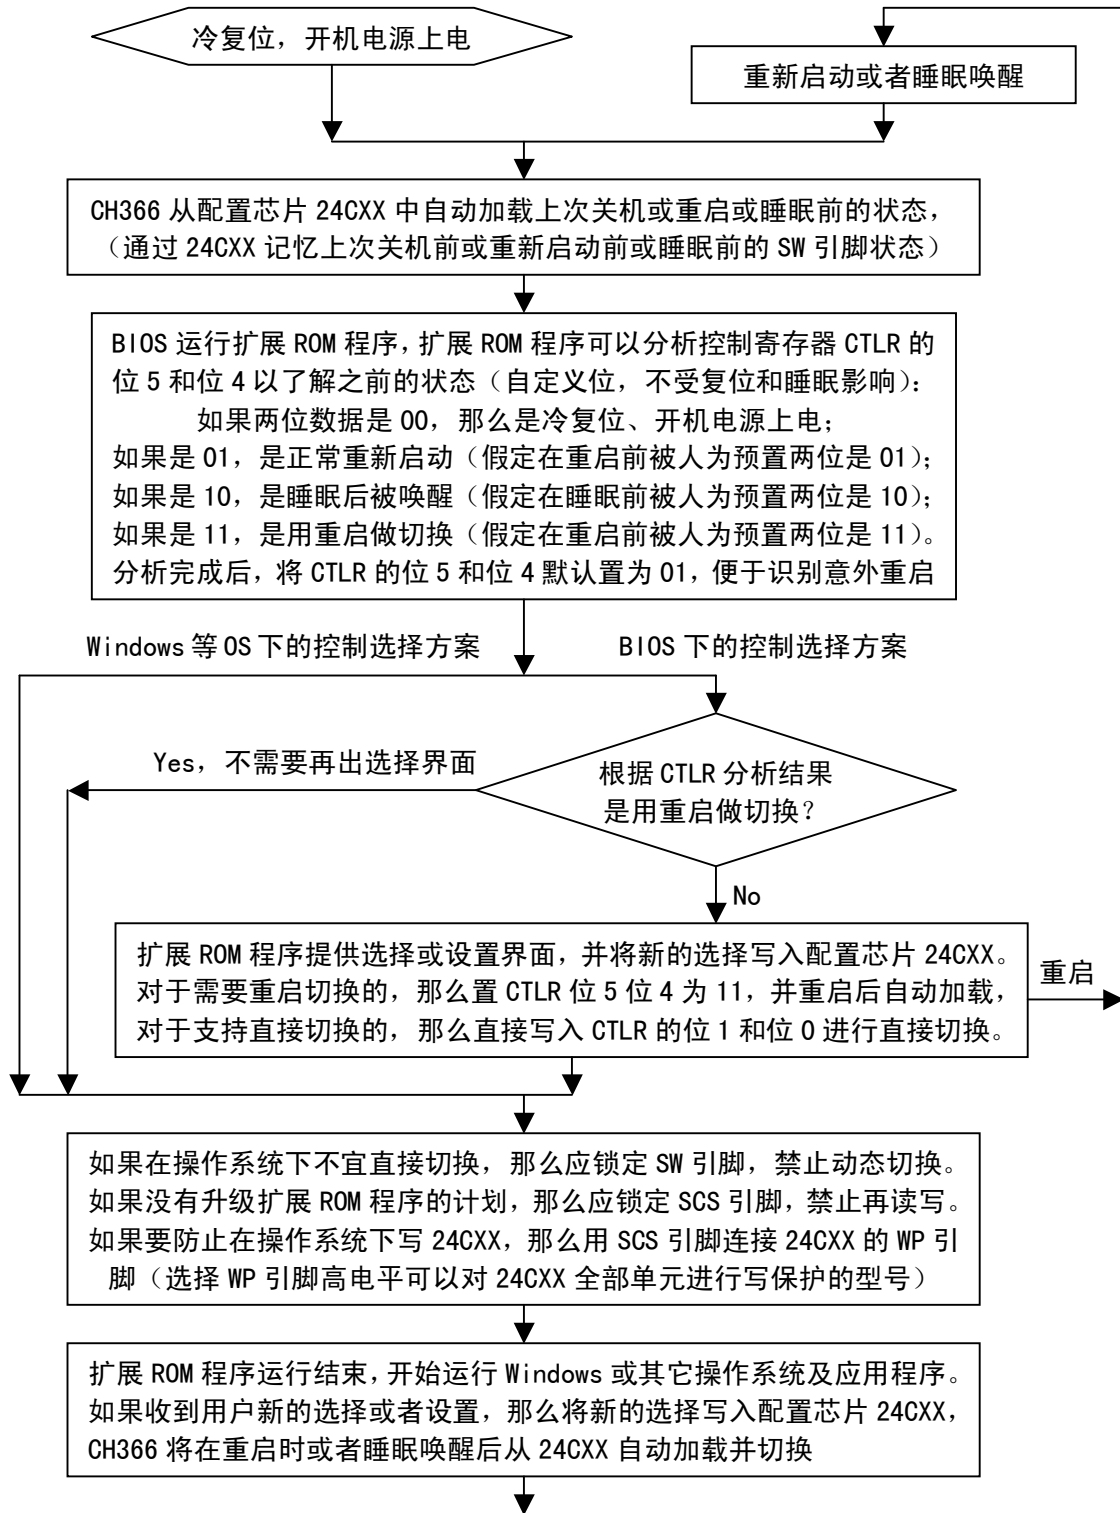 冷复位，开机电源上电
重新启动或者睡眠唤醒
CH366 从配置芯片 24CXX 中自动加载上次关机或重启或睡眠前的状态，
（通过 24CXX 记忆上次关机前或重新启动前或睡眠前的 SW 引脚状态）
BIOS 运行扩展 ROM 程序，扩展 ROM 程序可以分析控制寄存器 CTLR 的
位 5 和位 4 以了解之前的状态（自定义位，不受复位和睡眠影响）：
如果两位数据是 00，那么是冷复位、开机电源上电；
如果是 01，是正常重新启动（假定在重启前被人为预置两位是 01）；
如果是 10，是睡眠后被唤醒（假定在睡眠前被人为预置两位是 10）；
如果是 11，是用重启做切换（假定在重启前被人为预置两位是 11）。
分析完成后，将 CTLR 的位 5 和位 4 默认置为 01，便于识别意外重启
Windows 等 OS 下的控制选择方案
BIOS 下的控制选择方案
Yes，不需要再出选择界面
根据 CTLR 分析结果
是用重启做切换？
No
扩展 ROM 程序提供选择或设置界面，并将新的选择写入配置芯片 24CXX。
对于需要重启切换的，那么置 CTLR 位 5 位 4 为 11，并重启后自动加载，
对于支持直接切换的，那么直接写入 CTLR 的位 1 和位 0 进行直接切换。
重启
如果在操作系统下不宜直接切换，那么应锁定 SW 引脚，禁止动态切换。
如果没有升级扩展 ROM 程序的计划，那么应锁定 SCS 引脚，禁止再读写。
如果要防止在操作系统下写 24CXX，那么用 SCS 引脚连接 24CXX 的 WP 引
脚（选择 WP 引脚高电平可以对 24CXX 全部单元进行写保护的型号）
扩展 ROM 程序运行结束，开始运行 Windows 或其它操作系统及应用程序。
如果收到用户新的选择或者设置，那么将新的选择写入配置芯片 24CXX，
CH366 将在重启时或者睡眠唤醒后从 24CXX 自动加载并切换